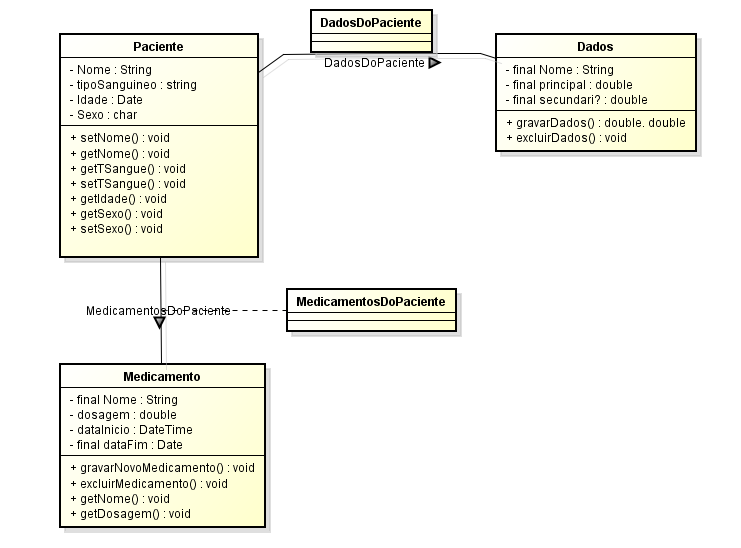 DadosDoPaciente
DadosDoPaciente
Paciente
- Nome : String
- tipoSanguineo : string
- Idade : Date
- Sexo : char
+ setNome() : void
+ getNome() : void
+ getTSangue() : void
+ setTSangue() : void
+ getIdade() : void
+ getSexo() : void
+ setSexo() : void
Dados
- final Nome : String
- final principal : double
- final secundari? : double
+ gravarDados() : double. double
+ excluirDados() : void
MedicamentosDoPaciente
MedicamentosDoPaciente
Medicamento
- final Nome : String
- dosagem : double
- dataInicio : DateTime
- final dataFim : Date
+ gravarNovoMedicamento() : void
+ excluirMedicamento() : void
+ getNome() : void
+ getDosagem() : void